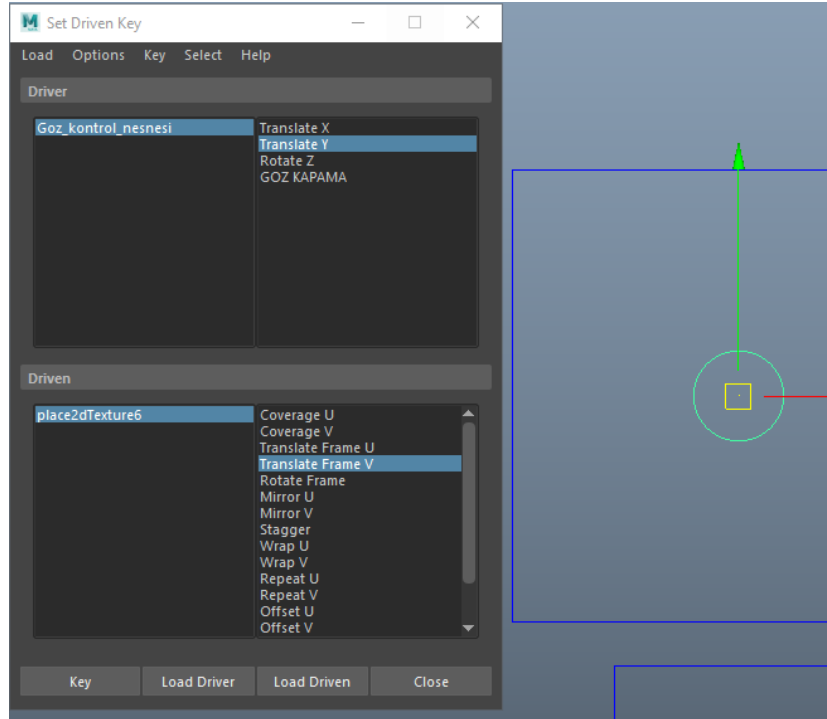 Set Driven Key
Load Options Key Select Help
Driver
Goz_kontrol_nesnesi
Translate X
Translate Y
Rotate Z
GOZ KAPAMA
Driven
place2dTexture6
Coverage U
Coverage V
Translate Frame U
Translate Frame V
Rotate Frame
Mirror U
Mirror V
Stagger
Wrap U
Wrap V
Repeat U
Repeat V
Offset U
Offset V
Key Load Driver Load Driven Close